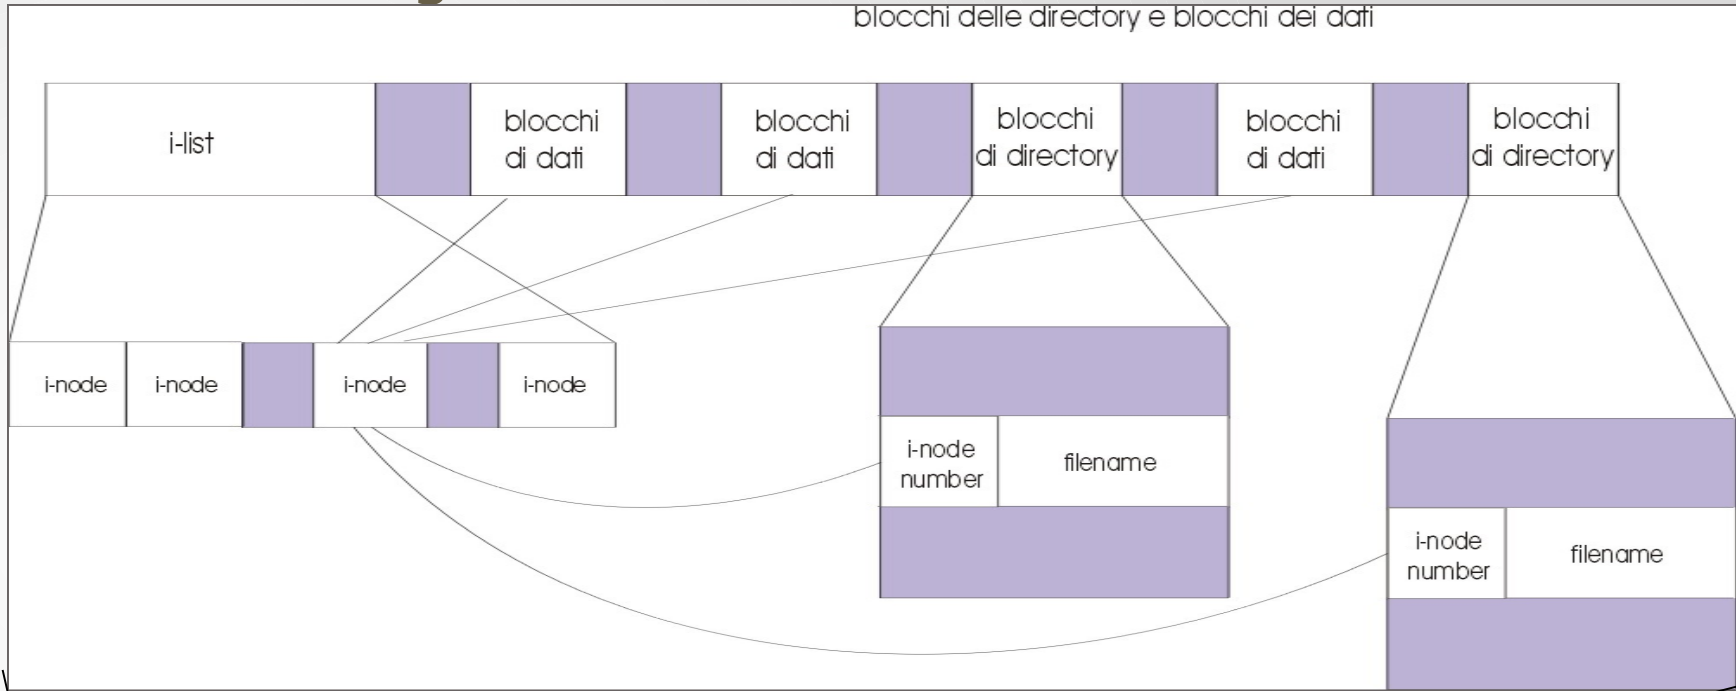 blocchi delle directory e blocchi dei dati
i-list
blocchi
di dati
blocchi
di dati
blocchi
di directory
blocchi
di dati
blocchi
di directory
i-node
i-node
i-node
i-node
i-node
number
filename
i-node
number
filename